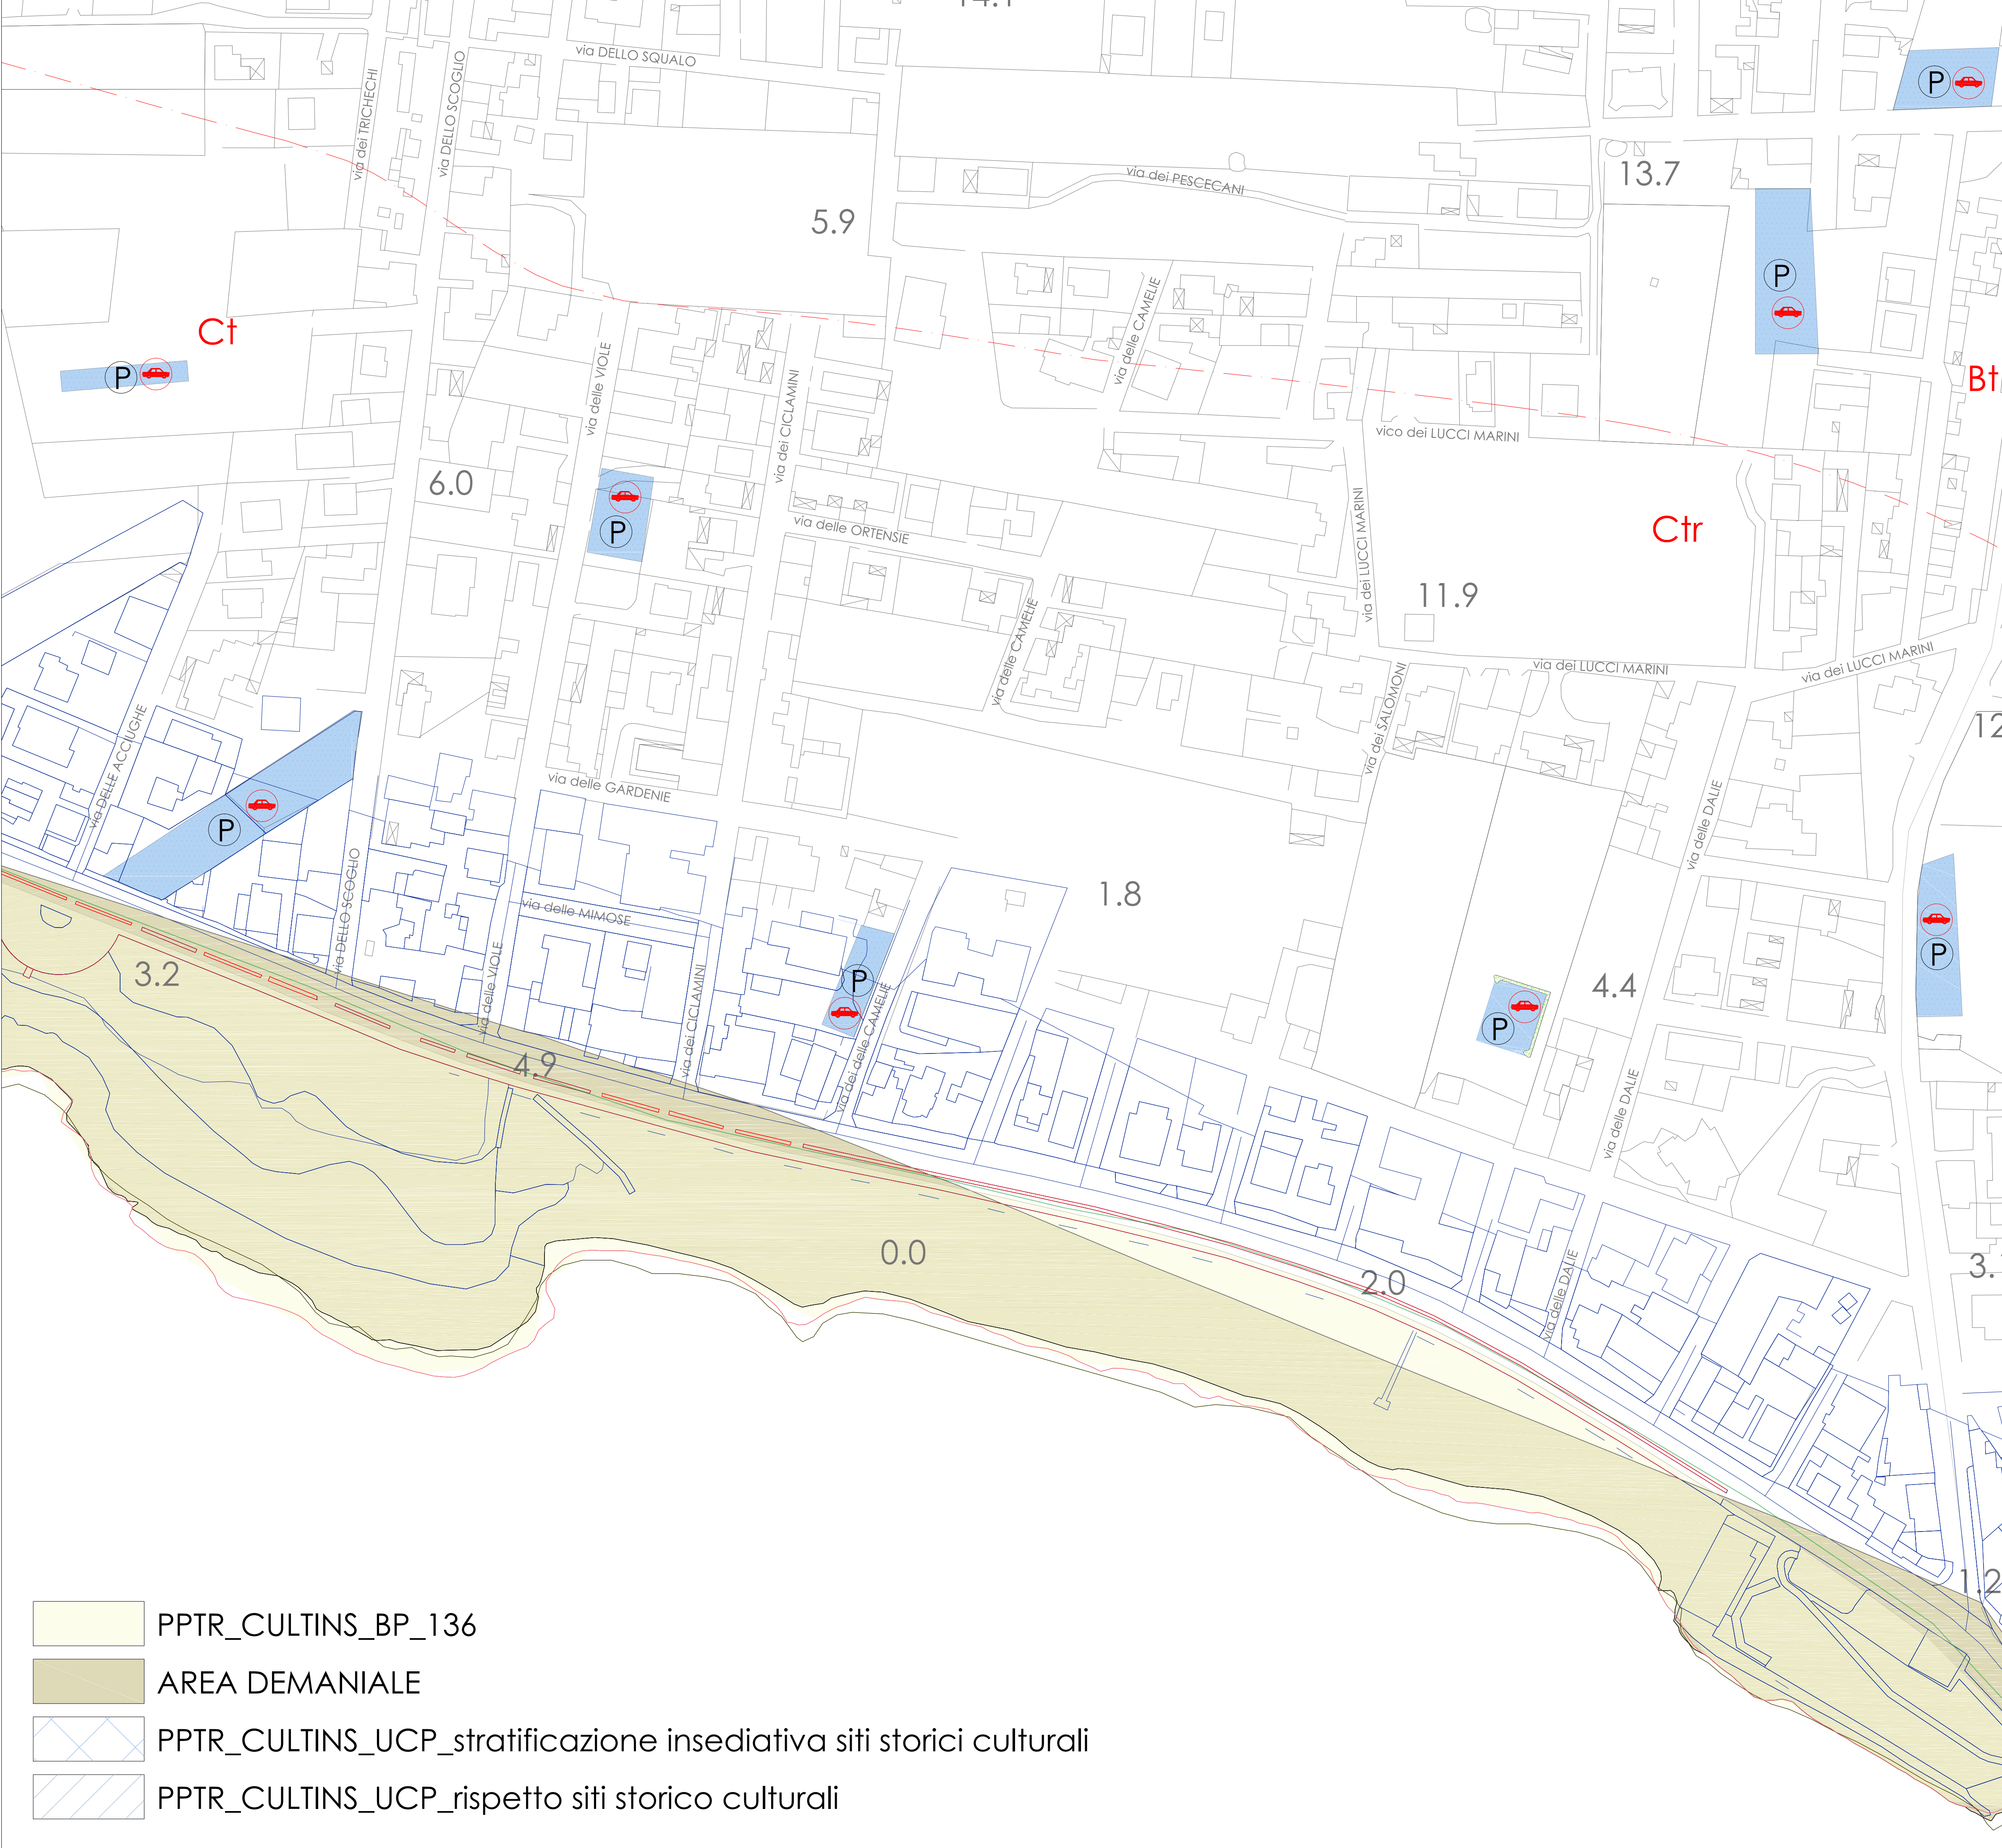 via DELLO SQUALO
via dei TRICHECHI
via DELLO SCOGLIO
P
via dei PESCECANI
13.7
5.9
P
via delle CAMELIE
Ct
P
via delle VIOLE
via dei CICLAMINI
vico dei LUCCI MARINI
6.0
P
via delle ORTENSIE
via dei LUCCI MARINI
Ctr
11.9
via delle CAMELIE
via dei LUCCI MARINI
via dei LUCCI MARINI
via dei SALOMONI
via DELLE ACCIUGHE
via delle GARDENIE
P
via delle DALIE
1.8
via DELLO SCOGLIO
via delle MIMOSE
P
P
3.2
via delle VIOLE
via dei CICLAMINI
via dei delle CAMELIE
4.4
P
4.9
via delle DALIE
0.0
2.0
via delle DALIE
1.2
PPTR_CULTINS_BP_136
AREA DEMANIALE
PPTR_CULTINS_UCP_stratificazione insediativa siti storici culturali
PPTR_CULTINS_UCP_rispetto siti storico culturali